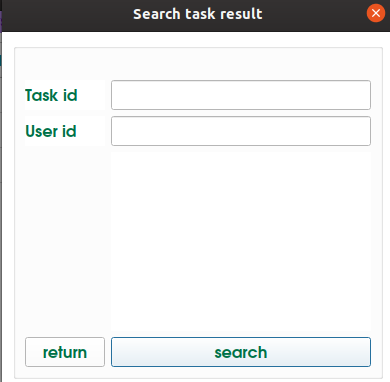 Search task result
Task id
User id
return
search